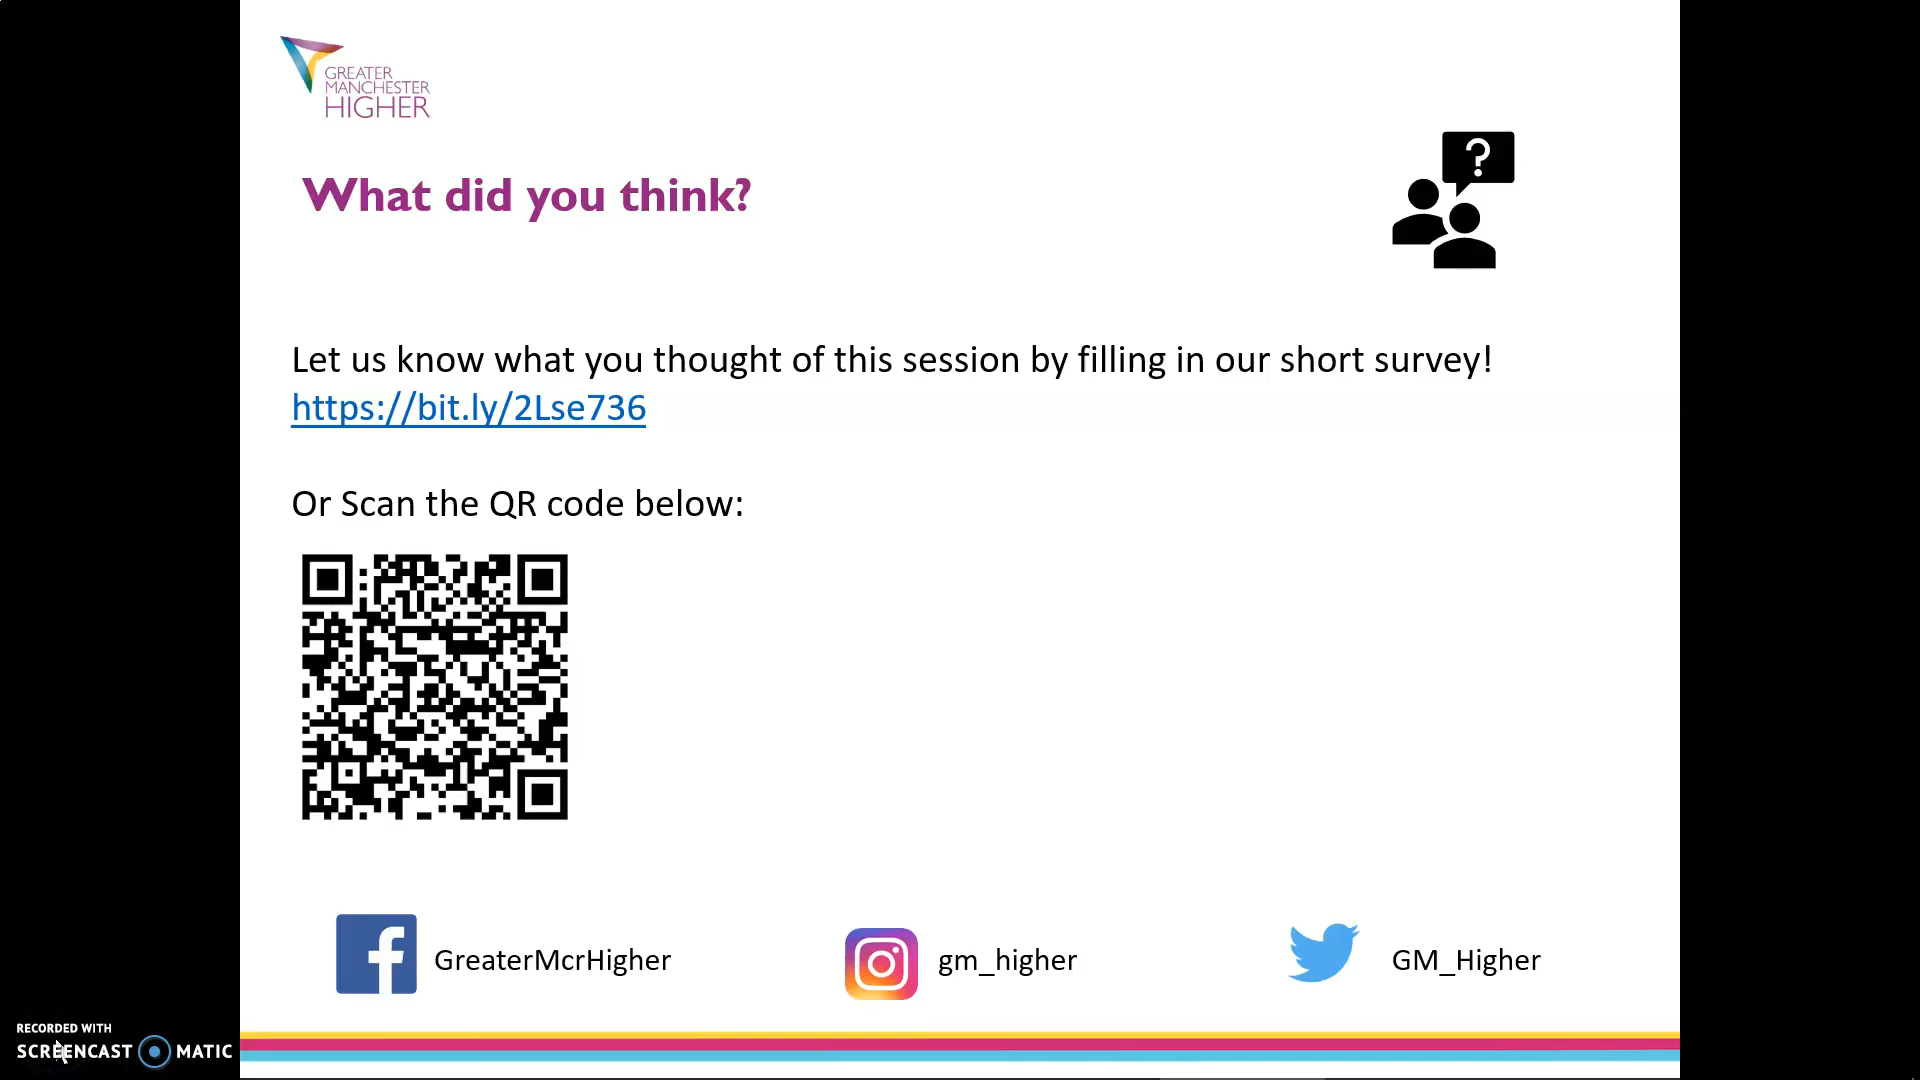 GREATER
MANCHESTER
HIGHER
?
What did you think?
Let us know what you thought of this session by filling in our short survey!
https://bit.ly/2Lse736
Or Scan the QR code below:
GreaterMcrHigher
gm_higher
GM_Higher
RECORDED WITH
SCREENCAST MATIC